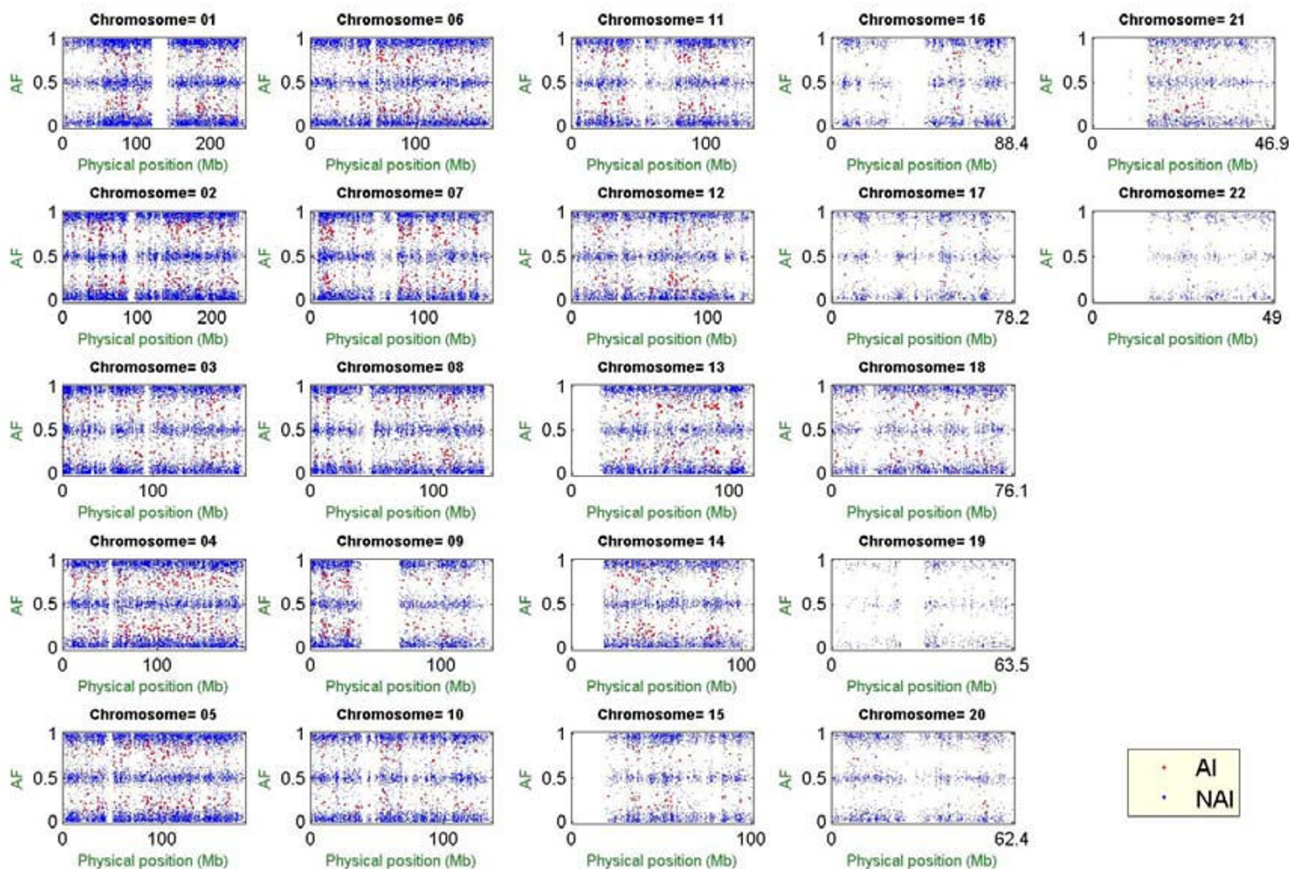 Chromosome= 01
Chromosome= 06
Chromosome= 11
Chromosome= 16
Chromosome= 21
1 1 1 1 1
AF 0.5 AF 0.5 AF 0.5 AF 0.5 AF 0.5
0 0 0 0 0
0 100 200 0 100 0 100 0 88.4 0 46.9
Physical position (Mb) Physical position (Mb) Physical position (Mb) Physical position (Mb) Physical position (Mb)
Chromosome= 02
Chromosome= 07
Chromosome= 12
Chromosome= 17
Chromosome= 22
1 1 1 1 1
AF 0.5 AF 0.5 AF 0.5 AF 0.5 AF 0.5
0 0 0 0 0
0 100 200 0 100 0 100 0 78.2 0 49
Physical position (Mb) Physical position (Mb) Physical position (Mb) Physical position (Mb) Physical position (Mb)
Chromosome= 03
Chromosome= 08
Chromosome= 13
Chromosome= 18
1 1 1 1
AF 0.5 AF 0.5 AF 0.5 AF 0.5
0 0 0 0
0 100 0 100 0 100 0 76.1
Physical position (Mb) Physical position (Mb) Physical position (Mb) Physical position (Mb)
Chromosome= 04
Chromosome= 09
Chromosome= 14
Chromosome= 19
1 1 1 1
AF 0.5 AF 0.5 AF 0.5 AF 0.5
0 0 0 0
0 100 0 100 0 100 0 63.5
Physical position (Mb) Physical position (Mb) Physical position (Mb) Physical position (Mb)
Chromosome= 05
Chromosome= 10
Chromosome= 15
Chromosome= 20
1 1 1 1
AF 0.5 AF 0.5 AF 0.5 AF 0.5
0 0 0 0
0 100 0 100 0 100 0 62.4
Physical position (Mb) Physical position (Mb) Physical position (Mb) Physical position (Mb)
AI
NAI